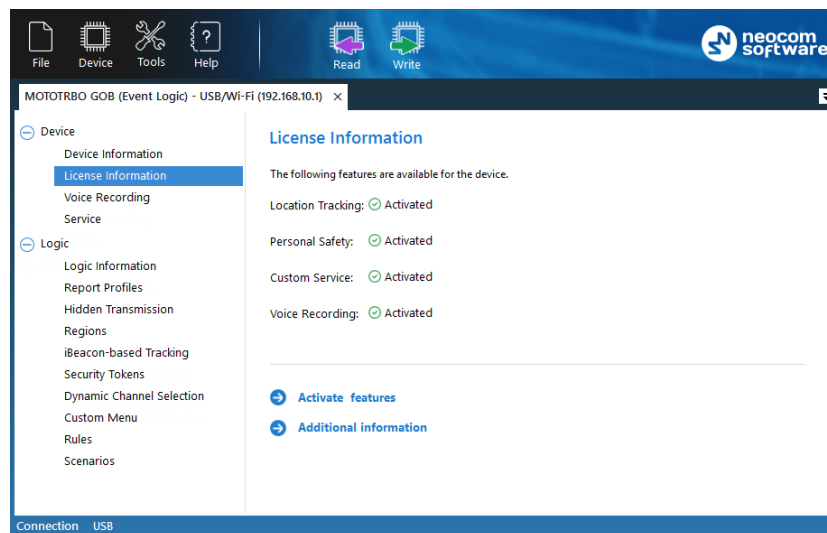 File Device Tools Help Read Write
neocom
software
MOTOTRBO GOB (Event Logic) - USB/Wi-Fi (192.168.10.1) ×
Device
Device Information
License Information
Voice Recording
Service
Logic
Logic Information
Report Profiles
Hidden Transmission
Regions
iBeacon-based Tracking
Security Tokens
Dynamic Channel Selection
Custom Menu
Rules
Scenarios
License Information
The following features are available for the device.
Location Tracking: Activated
Personal Safety: Activated
Custom Service: Activated
Voice Recording: Activated
Activate features
Additional information
Connection USB